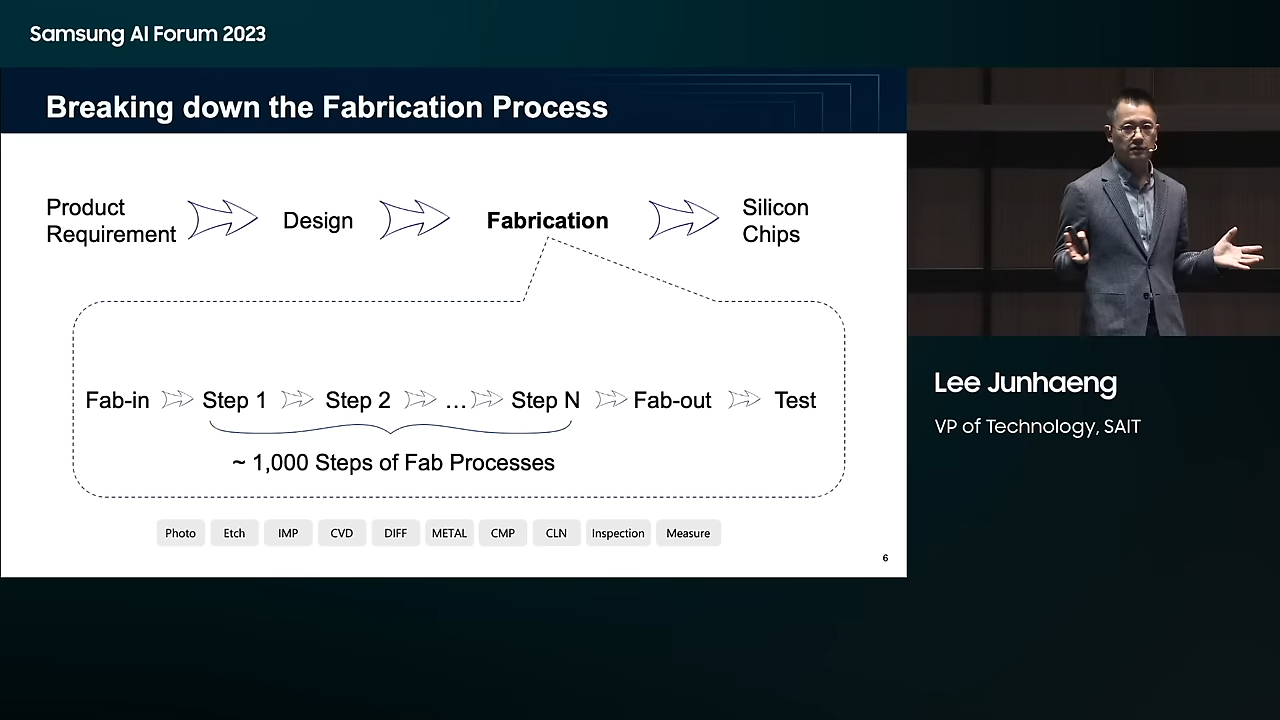 Samsung AI Forum 2023
Breaking down the Fabrication Process
Product
Requirement
Design
Fabrication
Silicon
Chips
Fab-in
Step 1
Step 2
...
Step N
Fab-out
Test
~ 1,000 Steps of Fab Processes
Photo
Etch
IMP
CVD
DIFF
METAL
CMP
CLN
Inspection
Measure
6
Lee Junhaeng
VP of Technology, SAIT